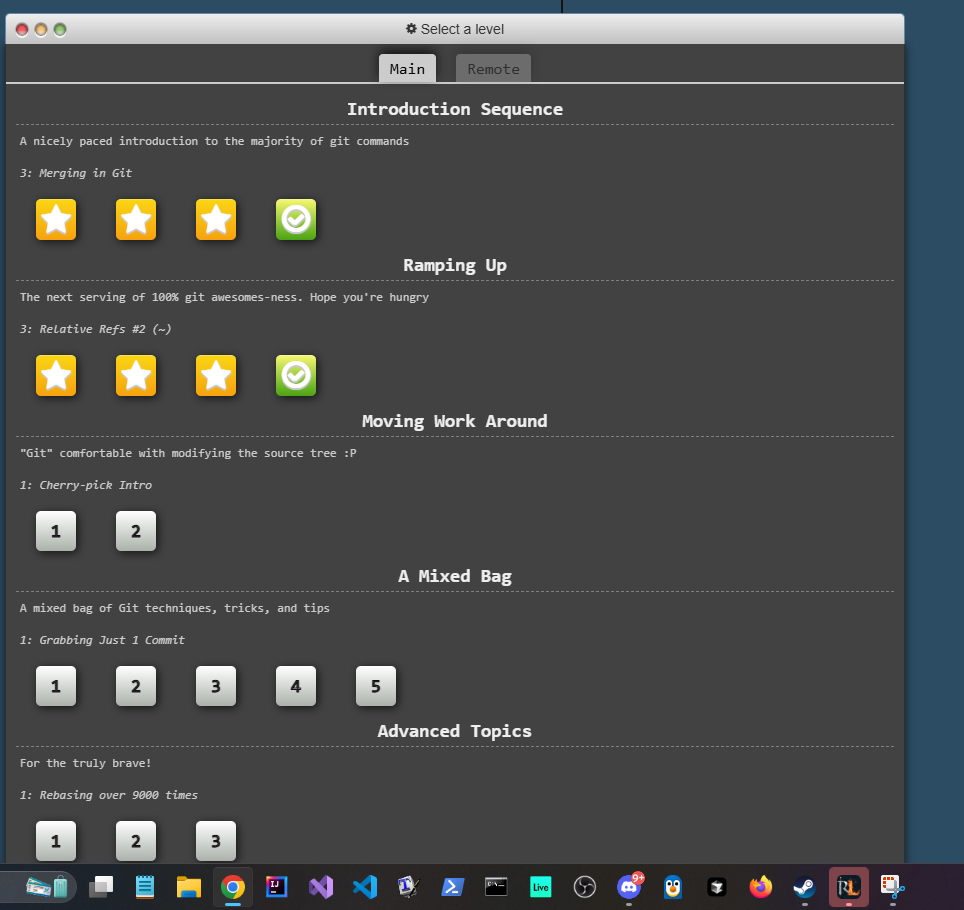 Select a level
Main
Remote
Introduction Sequence
A nicely paced introduction to the majority of git commands
3: Merging in Git
Ramping Up
The next serving of 100% git awesomes-ness. Hope you're hungry
3: Relative Refs #2 (~)
Moving Work Around
"Git" comfortable with modifying the source tree :P
1: Cherry-pick Intro
1 2
A Mixed Bag
A mixed bag of Git techniques, tricks, and tips
1: Grabbing Just 1 Commit
1 2 3 4 5
Advanced Topics
For the truly brave!
1: Rebasing over 9000 times
1 2 3
IJ
Live
9+
RL